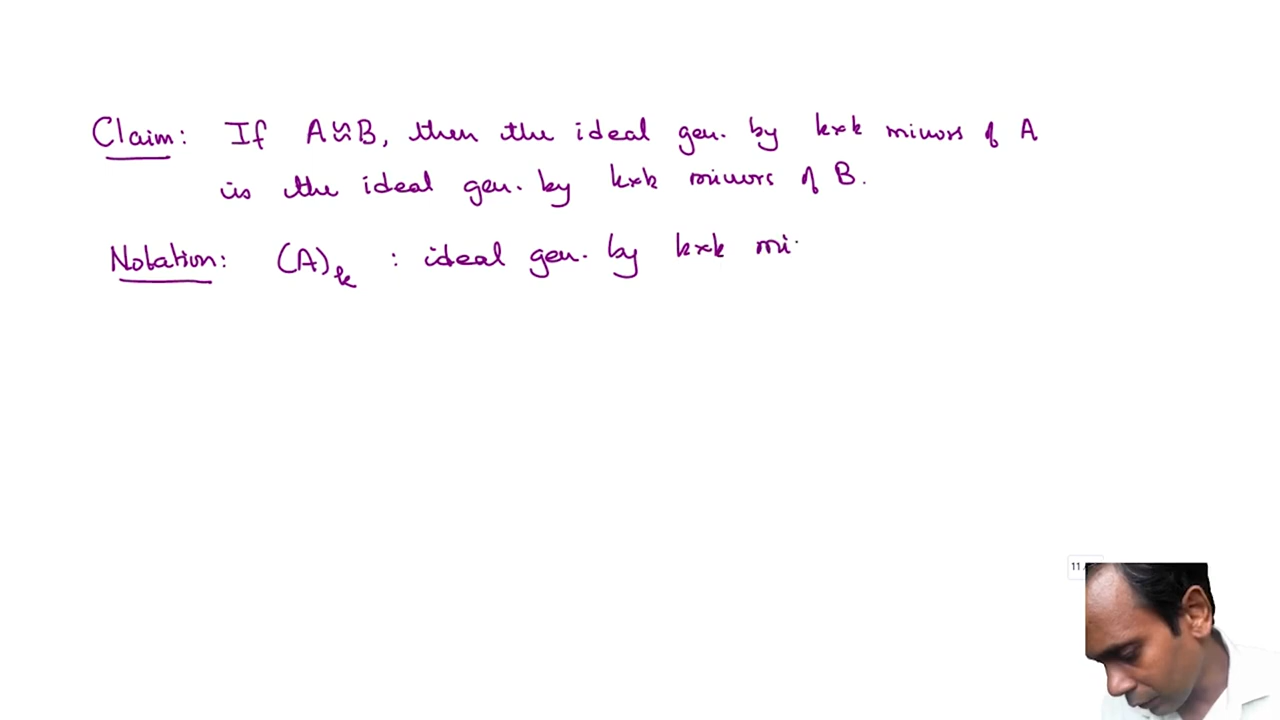 Claim: If A≈B, then the ideal gen. by k×k minors of A
is the ideal gen. by k×k minors of B.
Notation: (A)ₖ : ideal gen. by k×k mi
11